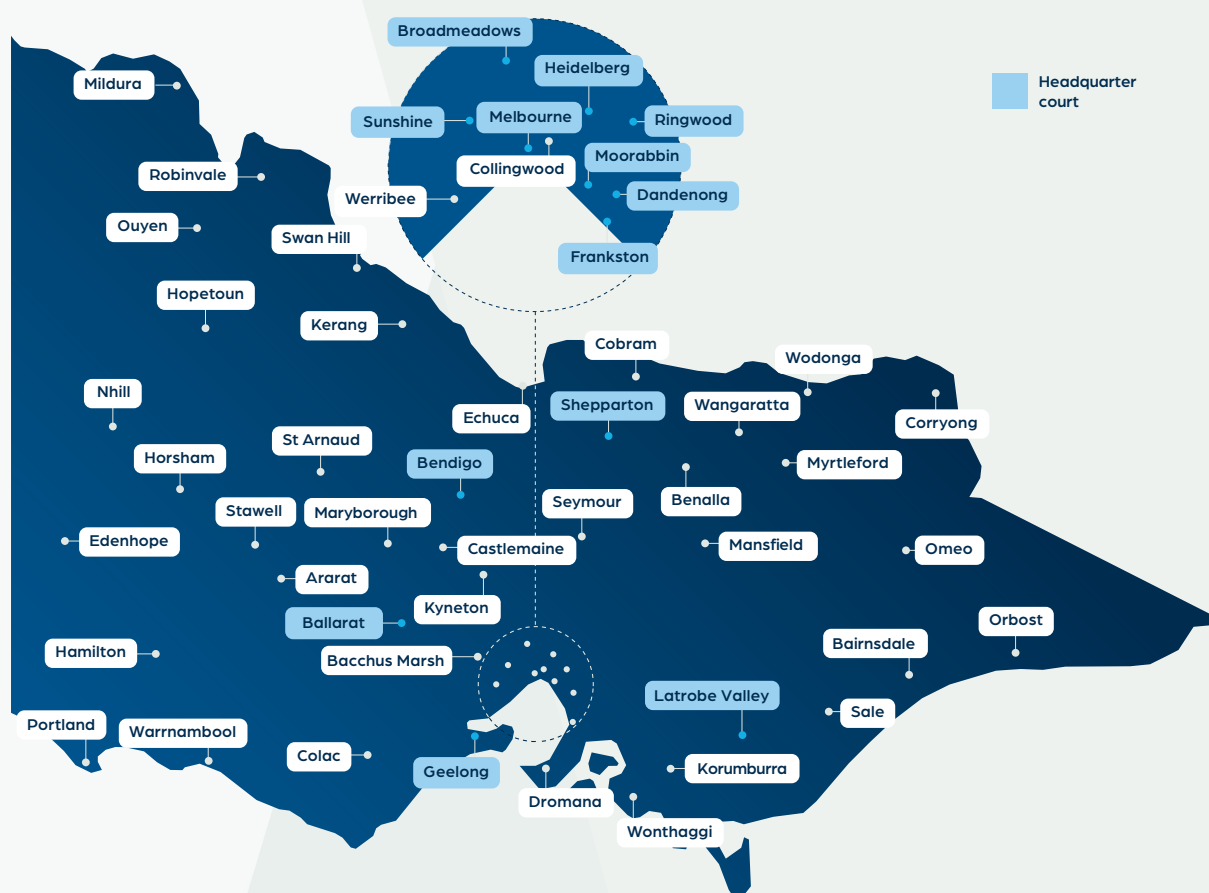 Broadmeadows
Heidelberg
Headquarter
court
Mildura
Sunshine
Melbourne
Ringwood
Moorabbin
Collingwood
Robinvale
Dandenong
Werribee
Ouyen
Swan Hill
Frankston
Hopetoun
Kerang
Cobram
Wodonga
Nhill
Shepparton
Wangaratta
Echuca
Corryong
St Arnaud
Horsham
Bendigo
Myrtleford
Benalla
Seymour
Stawell
Maryborough
Edenhope
Castlemaine
Mansfield
Omeo
Ararat
Kyneton
Ballarat
Orbost
Bairnsdale
Hamilton
Bacchus Marsh
Latrobe Valley
Sale
Portland
Warrnambool
Colac
Geelong
Korumburra
Dromana
Wonthaggi